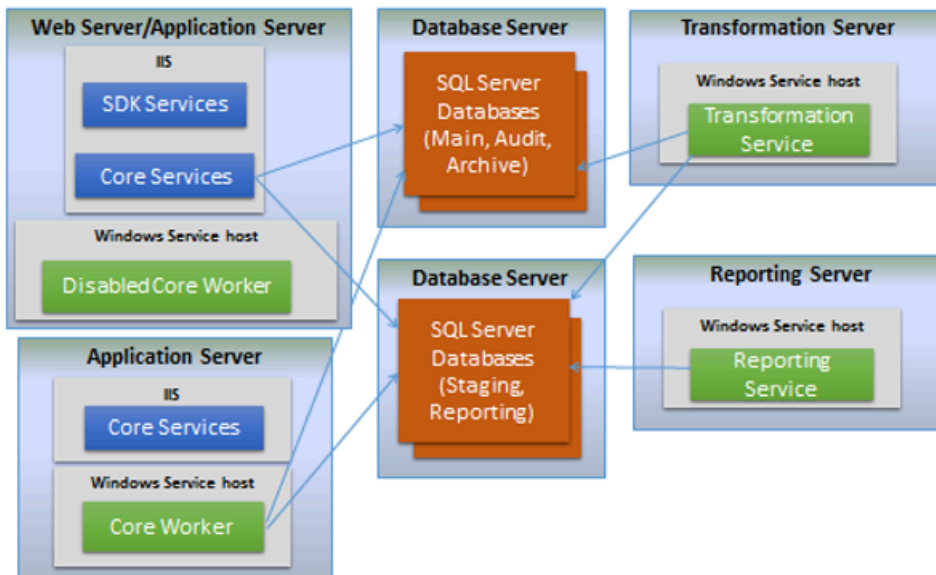 Web Server/Application Server
IIS
SDK Services
Core Services
Windows Service host
Disabled Core Worker
Application Server
IIS
Core Services
Windows Service host
Core Worker
Database Server
SQL Server
Databases
(Main, Audit,
Archive)
Database Server
SQL Server
Databases
(Staging,
Reporting)
Transformation Server
Windows Service host
Transformation
Service
Reporting Server
Windows Service host
Reporting
Service